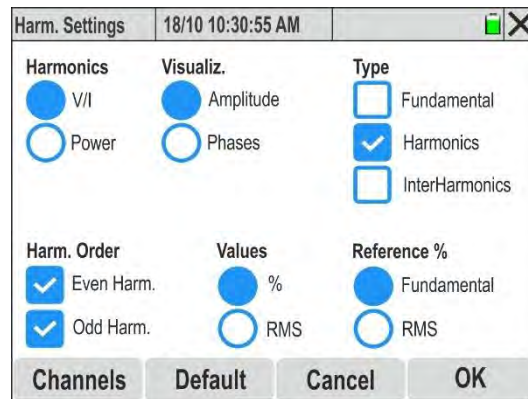 Harm. Settings 18/10 10:30:55 AM
Harmonics Visualiz. Type
V/I Amplitude Fundamental
Power Phases Harmonics
InterHarmonics
Harm. Order Values Reference %
Even Harm. % Fundamental
Odd Harm. RMS RMS
Channels Default Cancel OK